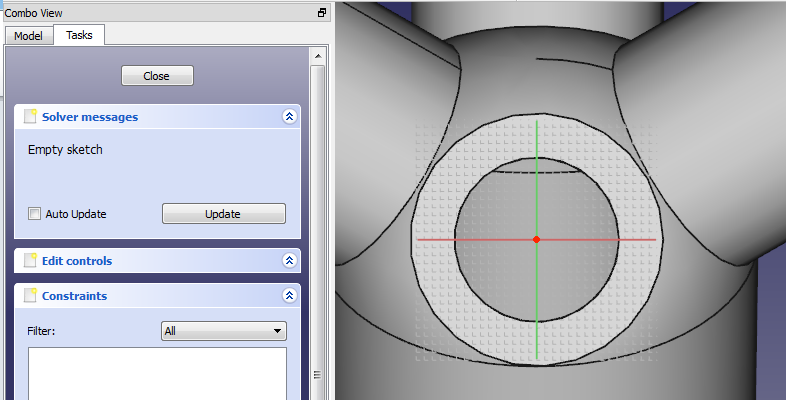 Combo View
Model
Tasks
Close
Solver messages
Empty sketch
Auto Update
Update
Edit controls
Constraints
Filter:
All